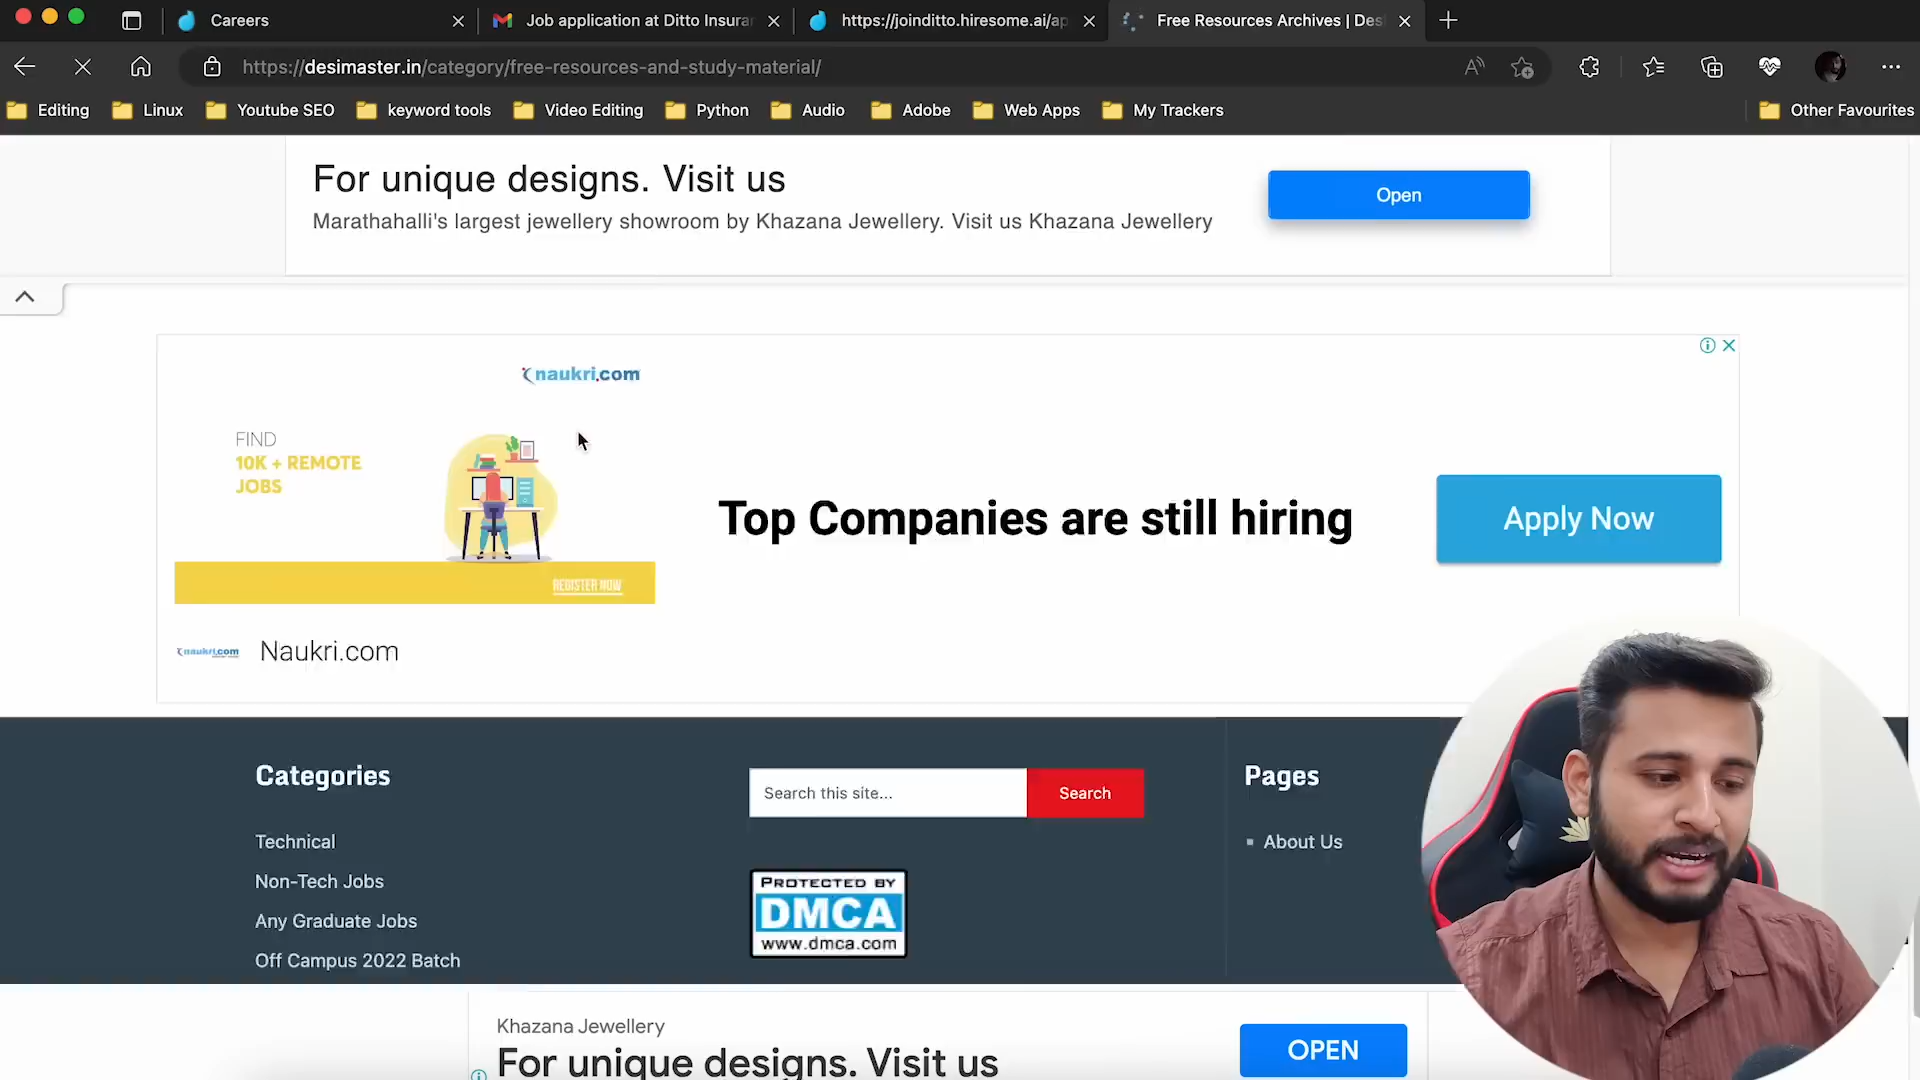 Careers
Job application at Ditto Insurar
https://joinditto.hiresome.ai/ap
Free Resources Archives | Des
https://desimaster.in/category/free-resources-and-study-material/
Editing
Linux
Youtube SEO
keyword tools
Video Editing
Python
Audio
Adobe
Web Apps
My Trackers
Other Favourites
For unique designs. Visit us
Marathahalli's largest jewellery showroom by Khazana Jewellery. Visit us Khazana Jewellery
Open
naukri.com
FIND
10K + REMOTE
JOBS
REGISTER NOW
Top Companies are still hiring
Apply Now
naukri.com
Naukri.com
Categories
Technical
Non-Tech Jobs
Any Graduate Jobs
Off Campus 2022 Batch
Search this site...
Search
PROTECTED BY
DMCA
www.dmca.com
Pages
About Us
Khazana Jewellery
For unique designs. Visit us
OPEN